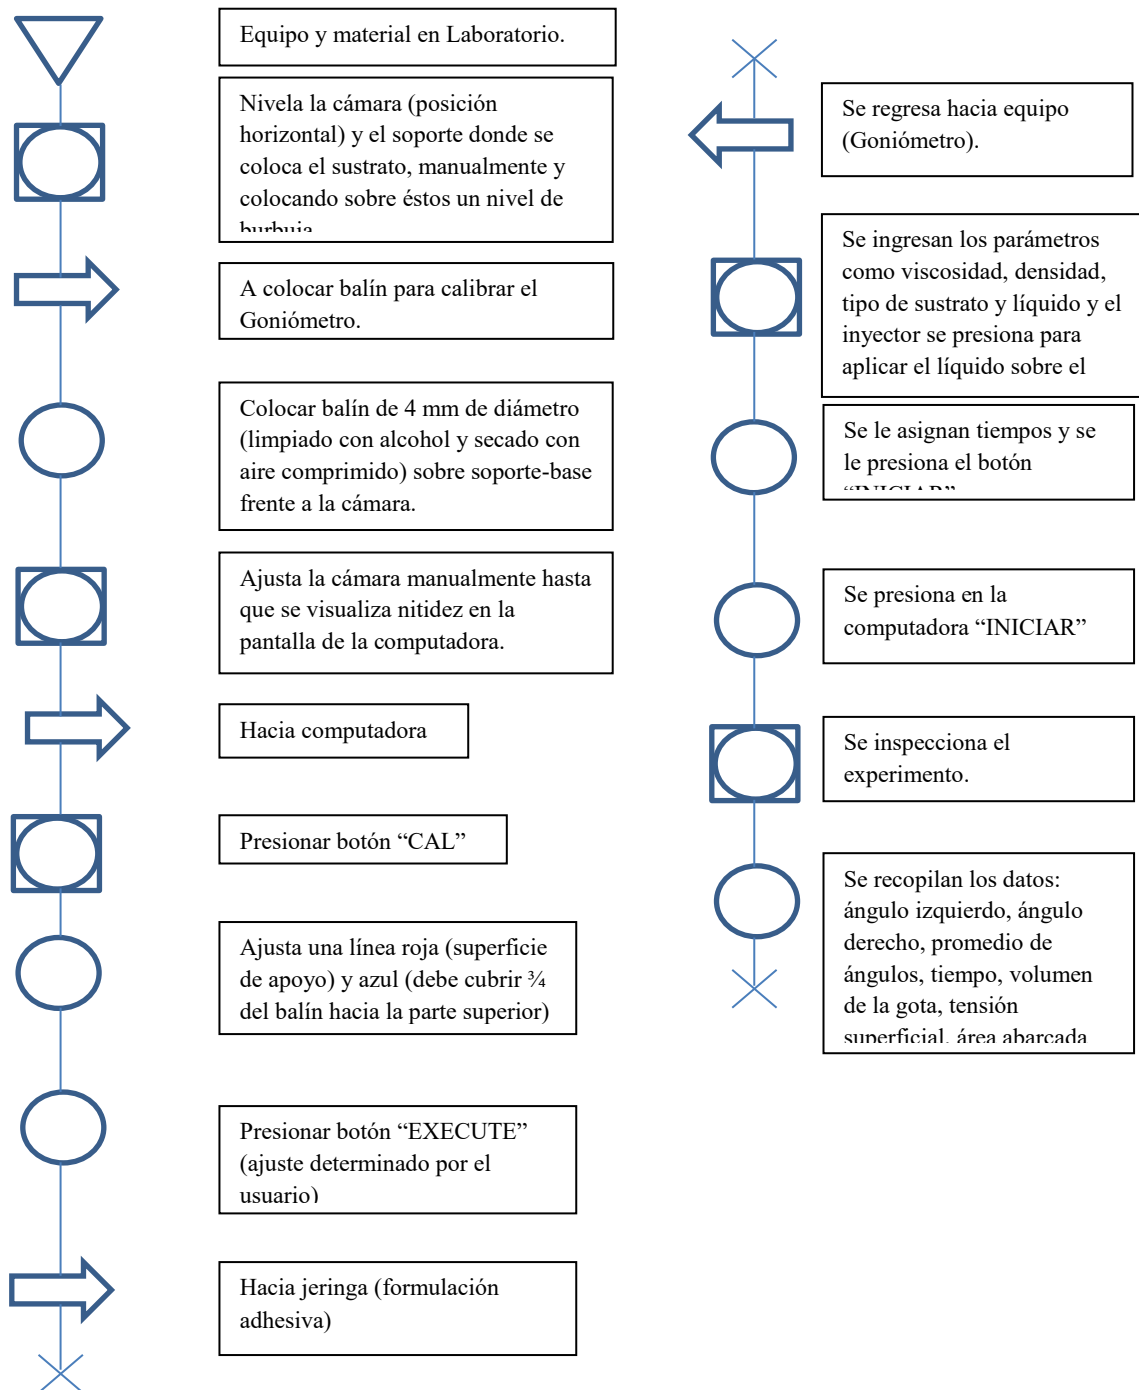 Equipo y material en Laboratorio.
Nivela la cámara (posición
horizontal) y el soporte donde se
coloca el sustrato, manualmente y
colocando sobre éstos un nivel de
burbuja
A colocar balín para calibrar el
Goniómetro.
Colocar balín de 4 mm de diámetro
(limpiado con alcohol y secado con
aire comprimido) sobre soporte-base
frente a la cámara.
Ajusta la cámara manualmente hasta
que se visualiza nitidez en la
pantalla de la computadora.
Hacia computadora
Presionar botón “CAL”
Ajusta una línea roja (superficie
de apoyo) y azul (debe cubrir ¾
del balín hacia la parte superior)
Presionar botón “EXECUTE”
(ajuste determinado por el
usuario)
Hacia jeringa (formulación
adhesiva)
Se regresa hacia equipo
(Goniómetro).
Se ingresan los parámetros
como viscosidad, densidad,
tipo de sustrato y líquido y el
inyector se presiona para
aplicar el líquido sobre el
Se le asignan tiempos y se
le presiona el botón
“INICIAR”
Se presiona en la
computadora “INICIAR”
Se inspecciona el
experimento.
Se recopilan los datos:
ángulo izquierdo, ángulo
derecho, promedio de
ángulos, tiempo, volumen
de la gota, tensión
superficial, área abarcada